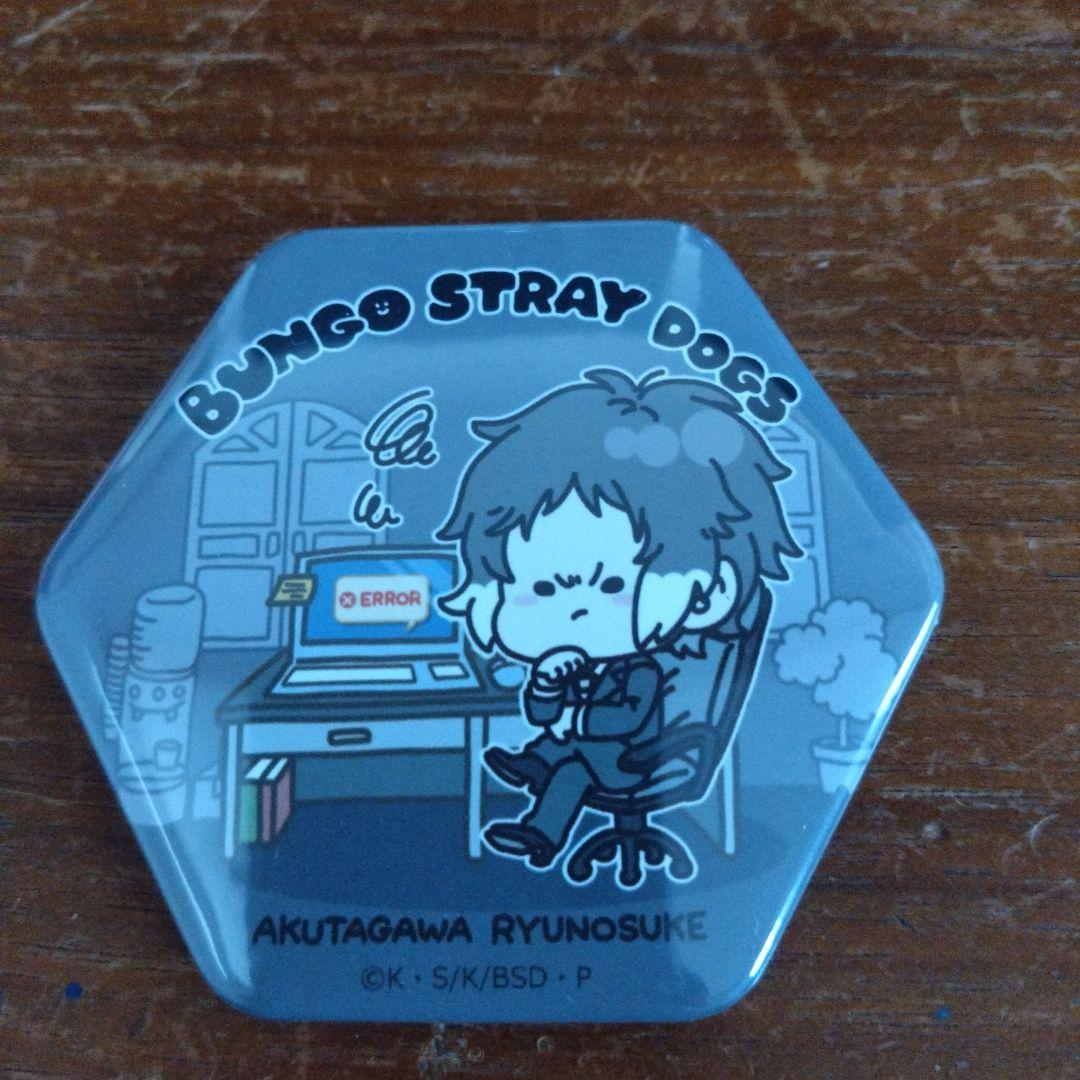 BUNGO STRAY DOGS
ERROR
AKUTAGAWA RYUNOSUKE
©K・S/K/BSD・P